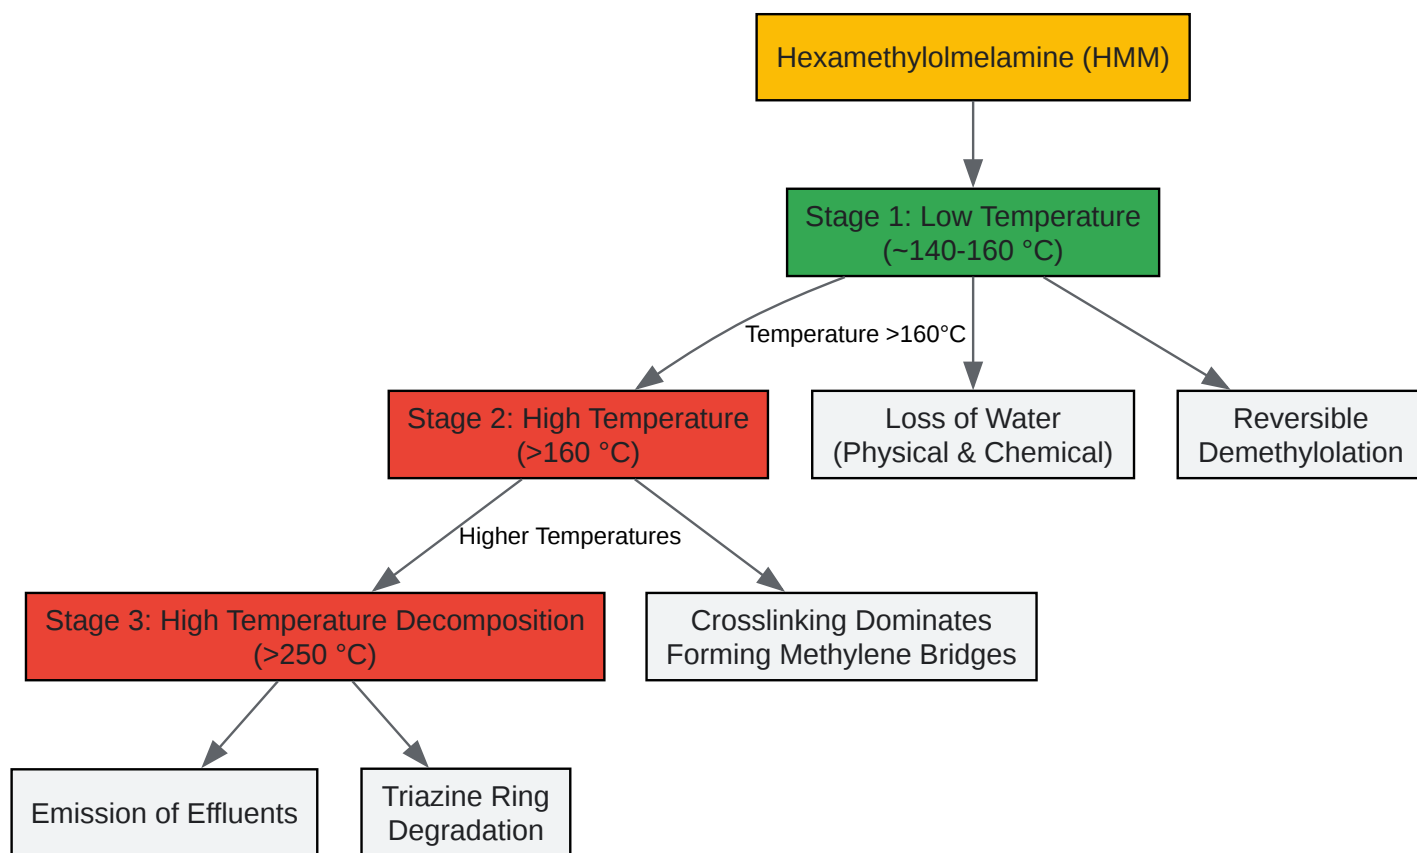 Hexamethylolmelamine (HMM)
Stage 1: Low Temperature
(~140-160 °C)
Temperature >160°C
Stage 2: High Temperature
(>160 °C)
Loss of Water
(Physical & Chemical)
Reversible
Demethylolation
Higher Temperatures
Stage 3: High Temperature Decomposition
(>250 °C)
Crosslinking Dominates
Forming Methylene Bridges
Emission of Effluents
Triazine Ring
Degradation